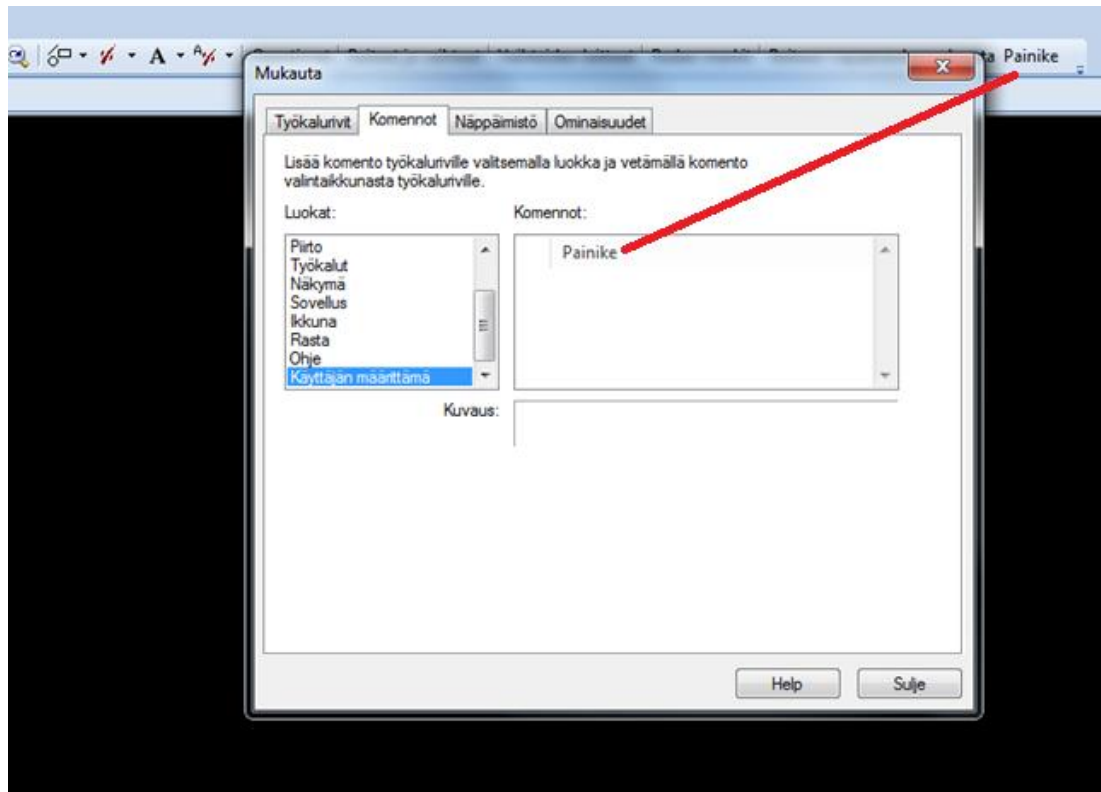 A A Painike
Mukauta
Työkalurivit Komennot Näppäimistö Ominaisuudet
Lisää komento työkaluriville valitsemalla luokka ja vetämällä komento
valintaikkunasta työkaluriville.
Luokat: Komennot:
Piirto Painike
Työkalut
Näkymä
Sovellus
Ikkuna
Rasta
Ohje
Käyttäjän määrittämä
Kuvaus:
Help Sulje